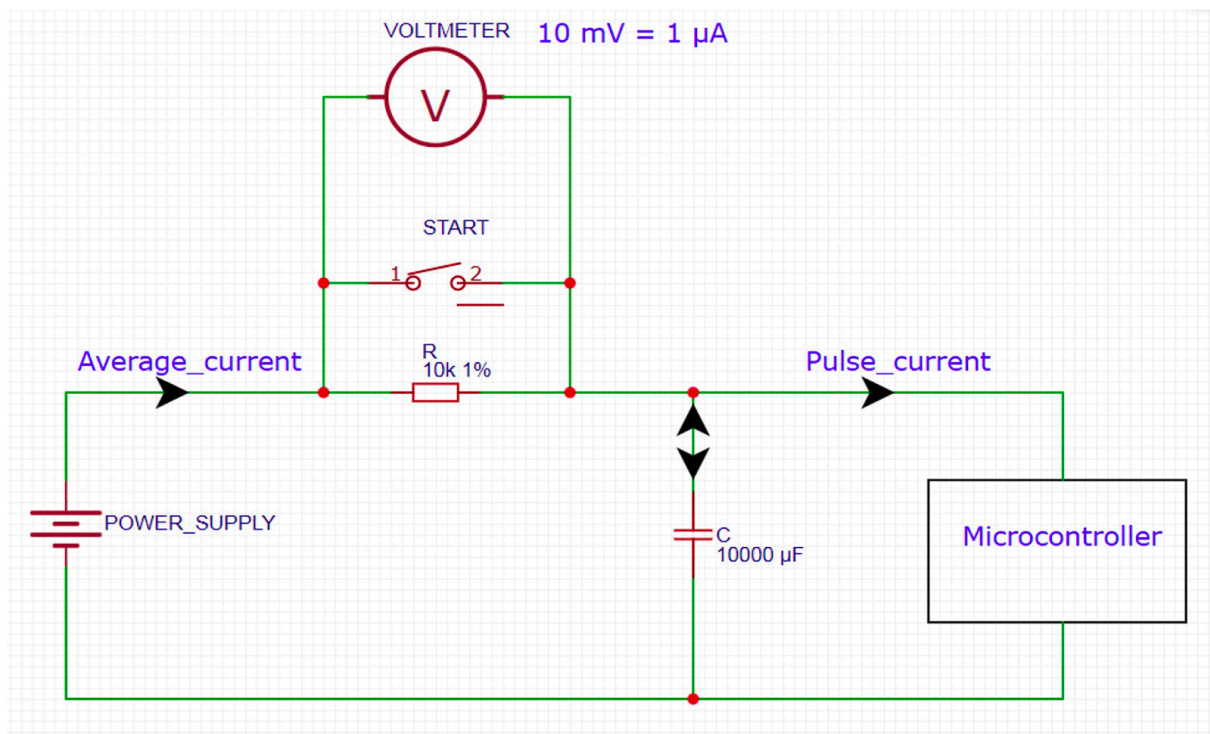 VOLTMETER 10 mV = 1 µA
V
START
1 2
Average_current
R
10k 1%
Pulse_current
POWER_SUPPLY
C
10000 µF
Microcontroller